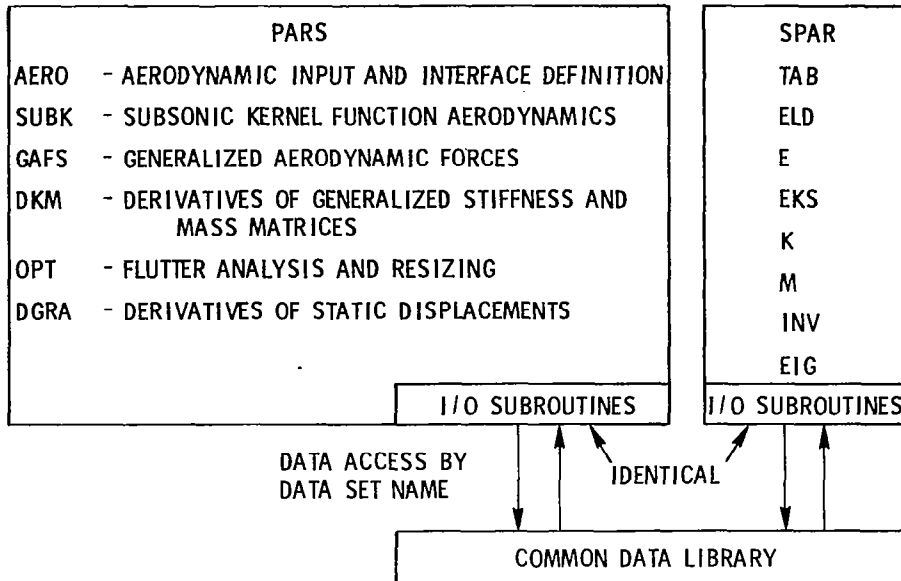 PARS
AERO - AERODYNAMIC INPUT AND INTERFACE DEFINITION
SUBK - SUBSONIC KERNEL FUNCTION AERODYNAMICS
GAFS - GENERALIZED AERODYNAMIC FORCES
DKM - DERIVATIVES OF GENERALIZED STIFFNESS AND
MASS MATRICES
OPT - FLUTTER ANALYSIS AND RESIZING
DGRA - DERIVATIVES OF STATIC DISPLACEMENTS
I/O SUBROUTINES
SPAR
TAB
ELD
E
EKS
K
M
INV
EIG
I/O SUBROUTINES
DATA ACCESS BY
DATA SET NAME
IDENTICAL
COMMON DATA LIBRARY